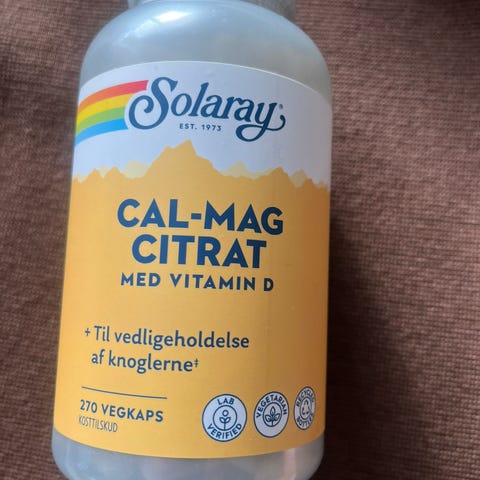 Solaray
EST. 1973
CAL-MAG
CITRAT
MED VITAMIN D
+ Til vedligeholdelse
af knoglerne‡
270 VEGKAPS
KOSTTILSKUD
LAB
VERIFIED
VEGETARIAN